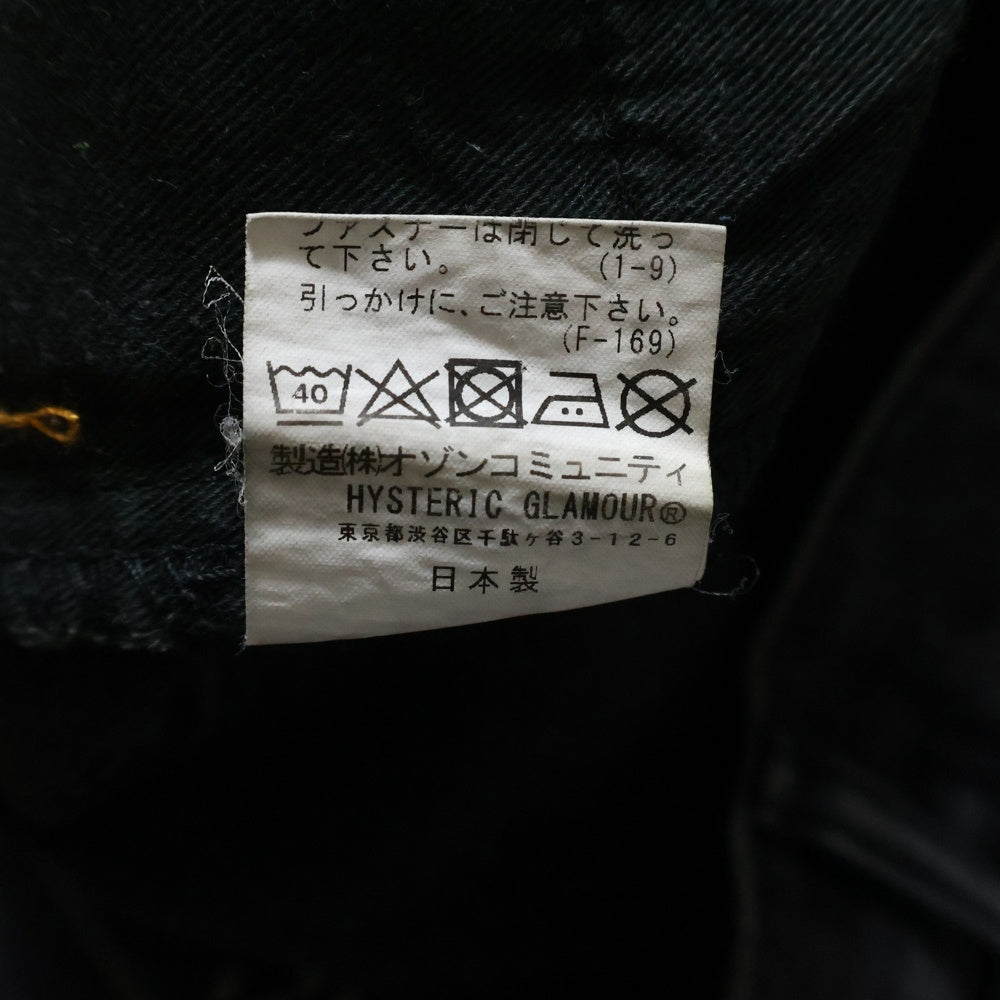 ファスナーは閉じて洗っ
て下さい。 (1-9)
引っかけに、ご注意下さい。
(F-169)
40
製造(株)オゾンコミュニティ
HYSTERIC GLAMOUR®
東京都渋谷区千駄ヶ谷3-12-6
日本製